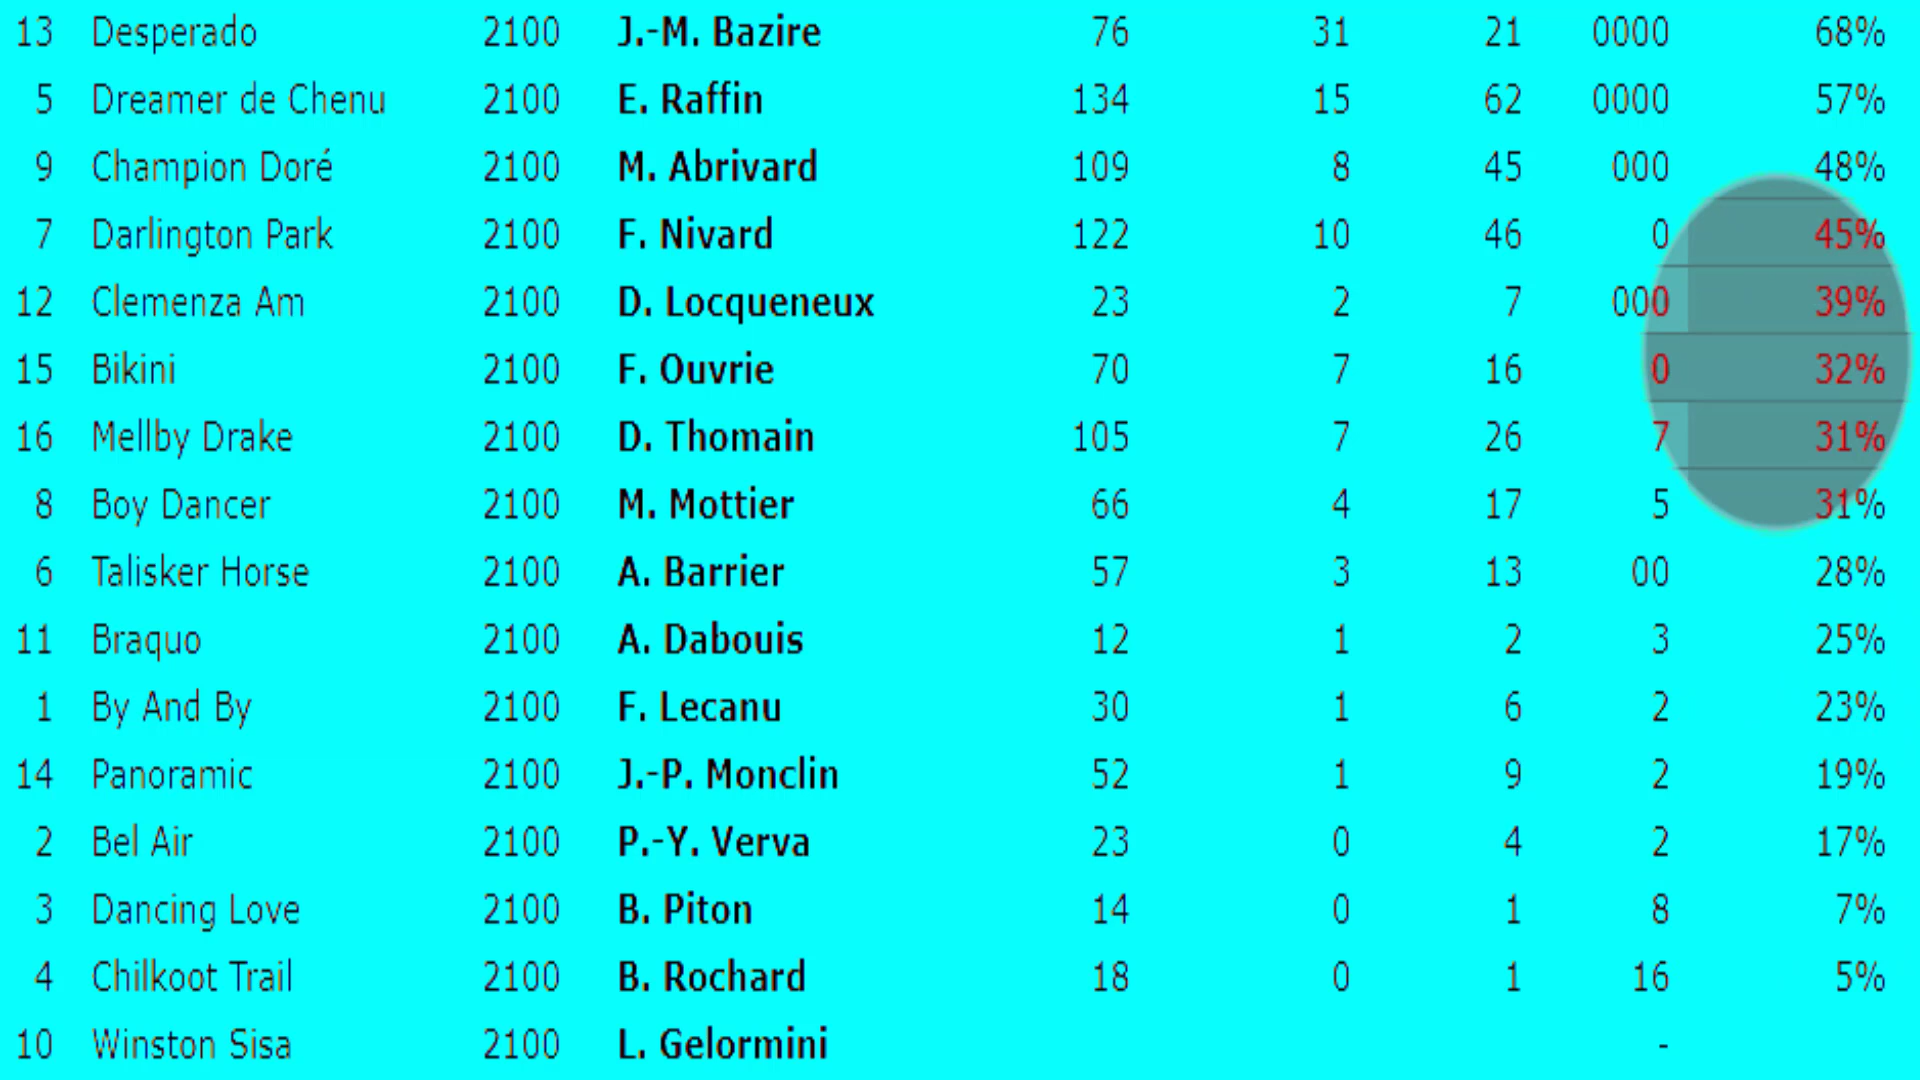 13 Desperado 2100 J.-M. Bazire 76 31 21 0000 68%
5 Dreamer de Chenu 2100 E. Raffin 134 15 62 0000 57%
9 Champion Doré 2100 M. Abrivard 109 8 45 000 48%
7 Darlington Park 2100 F. Nivard 122 10 46 0 45%
12 Clemenza Am 2100 D. Locqueneux 23 2 7 000 39%
15 Bikini 2100 F. Ouvrie 70 7 16 0 32%
16 Mellby Drake 2100 D. Thomain 105 7 26 7 31%
8 Boy Dancer 2100 M. Mottier 66 4 17 5 31%
6 Talisker Horse 2100 A. Barrier 57 3 13 00 28%
11 Braquo 2100 A. Dabouis 12 1 2 3 25%
1 By And By 2100 F. Lecanu 30 1 6 2 23%
14 Panoramic 2100 J.-P. Monclin 52 1 9 2 19%
2 Bel Air 2100 P.-Y. Verva 23 0 4 2 17%
3 Dancing Love 2100 B. Piton 14 0 1 8 7%
4 Chilkoot Trail 2100 B. Rochard 18 0 1 16 5%
10 Winston Sisa 2100 L. Gelormini -